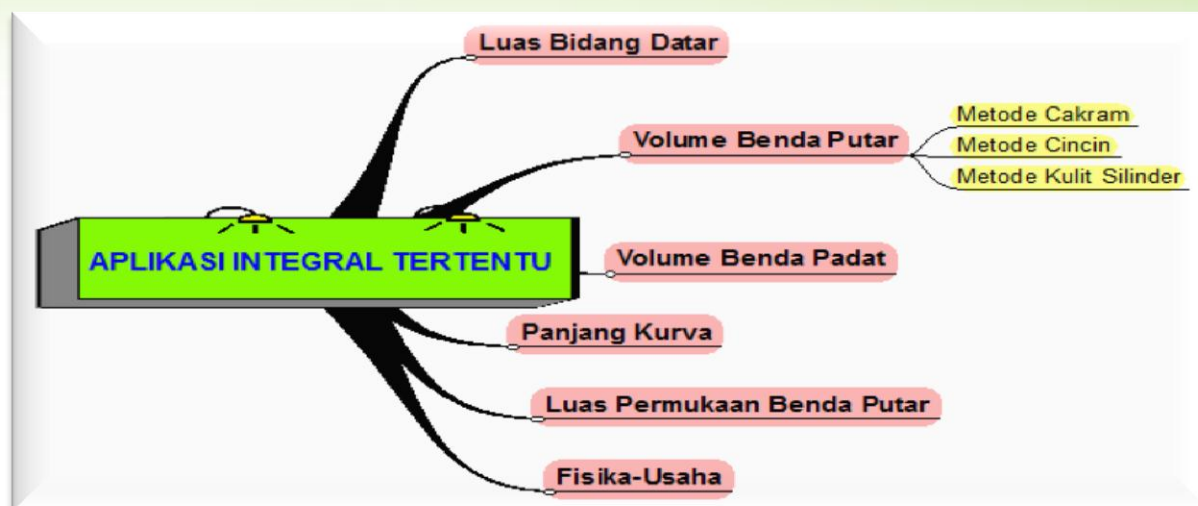 Luas Bidang Datar
Volume Benda Putar
Metode Cakram
Metode Cincin
Metode Kulit Silinder
APLIKASI INTEGRAL TERTENTU
Volume Benda Padat
Panjang Kurva
Luas Permukaan Benda Putar
Fisika-Usaha